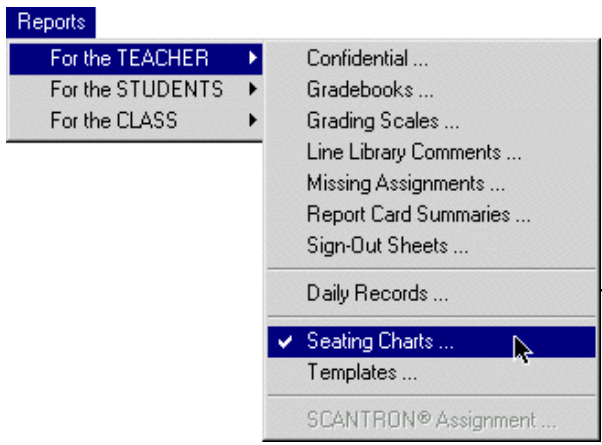 Reports
For the TEACHER
For the STUDENTS
For the CLASS
Confidential ...
Gradebooks ...
Grading Scales ...
Line Library Comments ...
Missing Assignments ...
Report Card Summaries ...
Sign-Out Sheets ...
Daily Records ...
Seating Charts ...
Templates ...
SCANTRON® Assignment ...